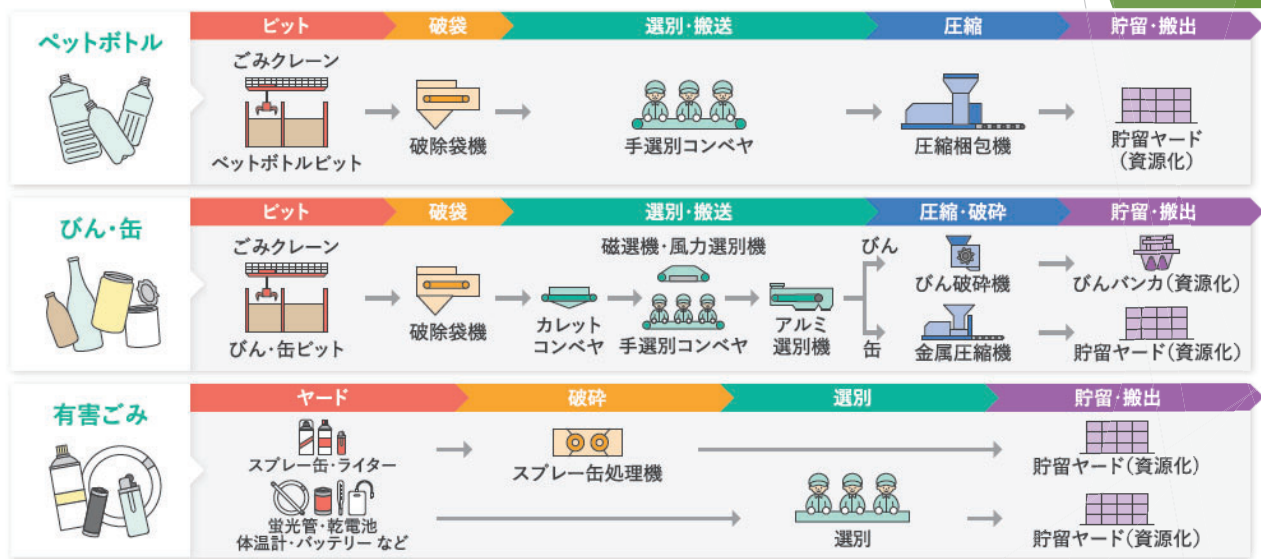 ペットボトル
ピット
破袋
選別・搬送
圧縮
貯留・搬出
ごみクレーン
ペットボトルピット
破除袋機
手選別コンベヤ
圧縮梱包機
貯留ヤード
(資源化)
びん・缶
ピット
破袋
選別・搬送
圧縮・破砕
貯留・搬出
ごみクレーン
びん・缶ピット
破除袋機
カレット
コンベヤ
磁選機・風力選別機
手選別コンベヤ
アルミ
選別機
びん
びん破砕機
びんバンカ(資源化)
缶
金属圧縮機
貯留ヤード(資源化)
有害ごみ
ヤード
破砕
選別
貯留・搬出
スプレー缶・ライター
スプレー缶処理機
貯留ヤード(資源化)
蛍光管・乾電池
体温計・バッテリー など
選別
貯留ヤード(資源化)